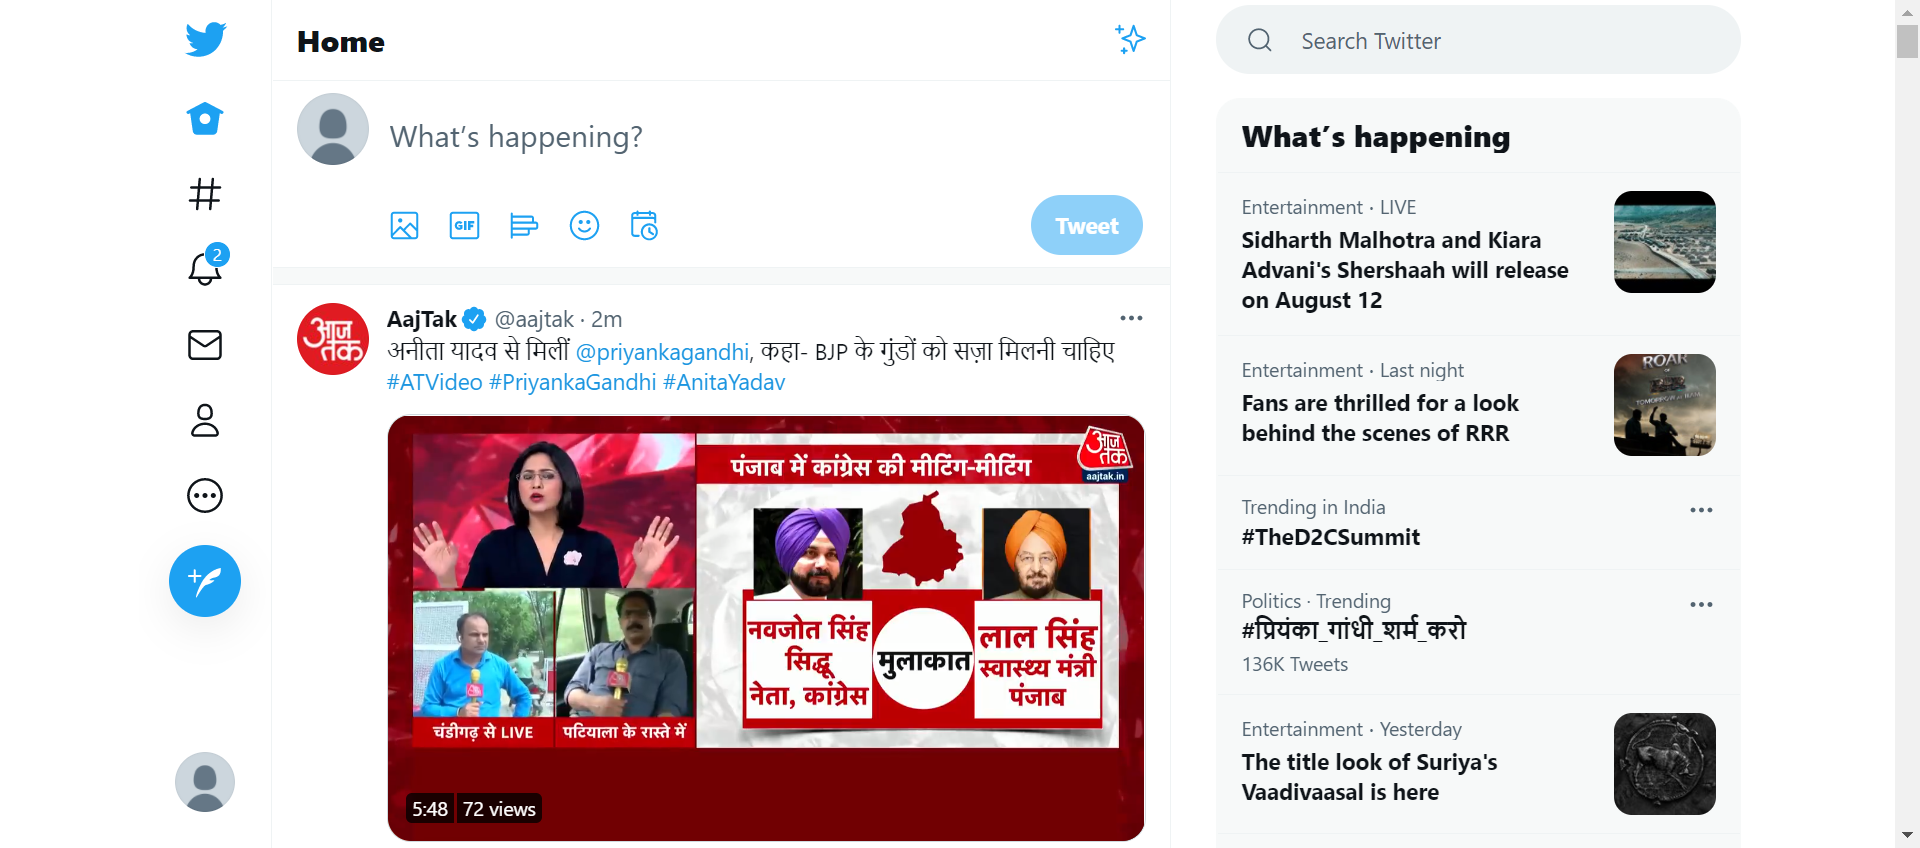 Home
What's happening?
GIF
Tweet
2
AajTak @aajtak · 2m
अनीता यादव से मिलीं @priyankagandhi, कहा- BJP के गुंडों को सज़ा मिलनी चाहिए
#ATVideo #PriyankaGandhi #AnitaYadav
आज तक
पंजाब में कांग्रेस की मीटिंग-मीटिंग
आज तक
aajtak.in
नवजोत सिंह
सिद्धू
नेता, कांग्रेस
मुलाकात
लाल सिंह
स्वास्थ्य मंत्री
पंजाब
चंडीगढ़ से LIVE
पटियाला के रास्ते में
5:48 72 views
Search Twitter
What's happening
Entertainment · LIVE
Sidharth Malhotra and Kiara
Advani's Shershaah will release
on August 12
Entertainment · Last night
Fans are thrilled for a look
behind the scenes of RRR
ROAR
OF
RRR
Trending in India
#TheD2CSummit
Politics · Trending
#प्रियंका_गांधी_शर्म_करो
136K Tweets
Entertainment · Yesterday
The title look of Suriya's
Vaadivaasal is here